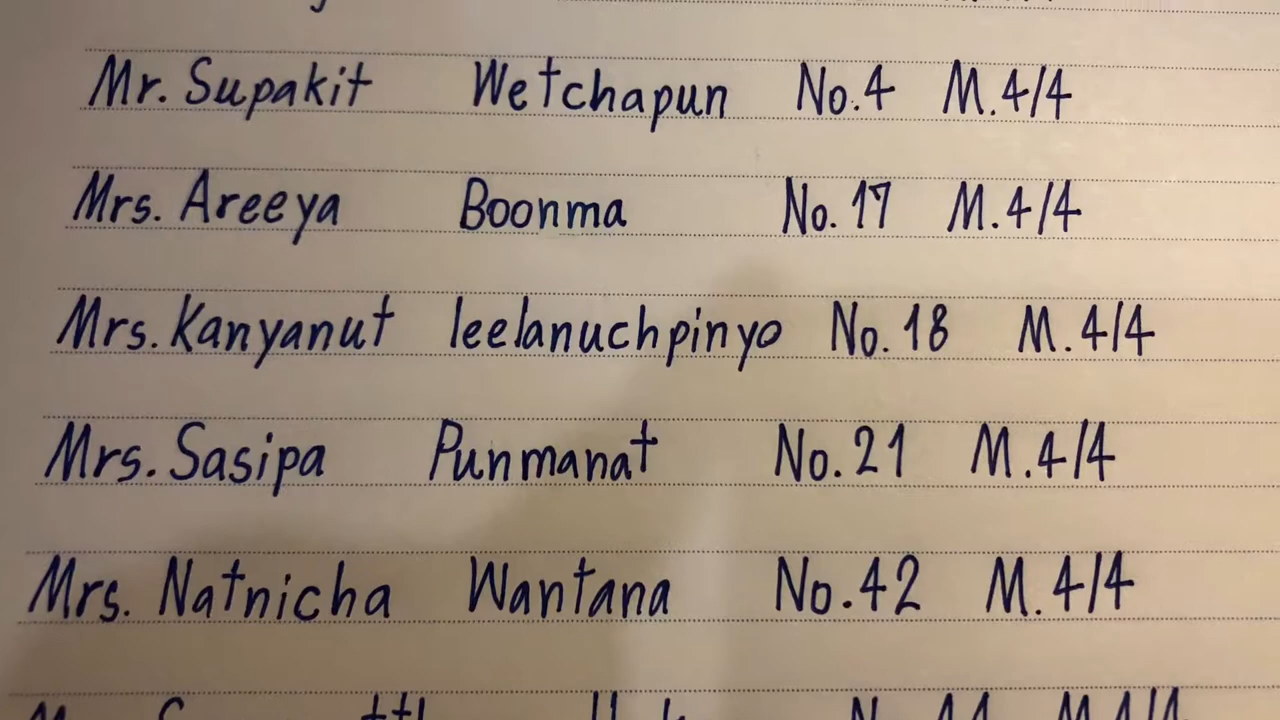 Mr. Supakit Wetchapun No.4 M.4/4
Mrs. Areeya Boonma No. 17 M.4/4
Mrs. Kanyanut leelanuchpinyo No. 18 M.4/4
Mrs. Sasipa Punmanat No.21 M.4/4
Mrs. Natnicha Wantana No.42 M.4/4